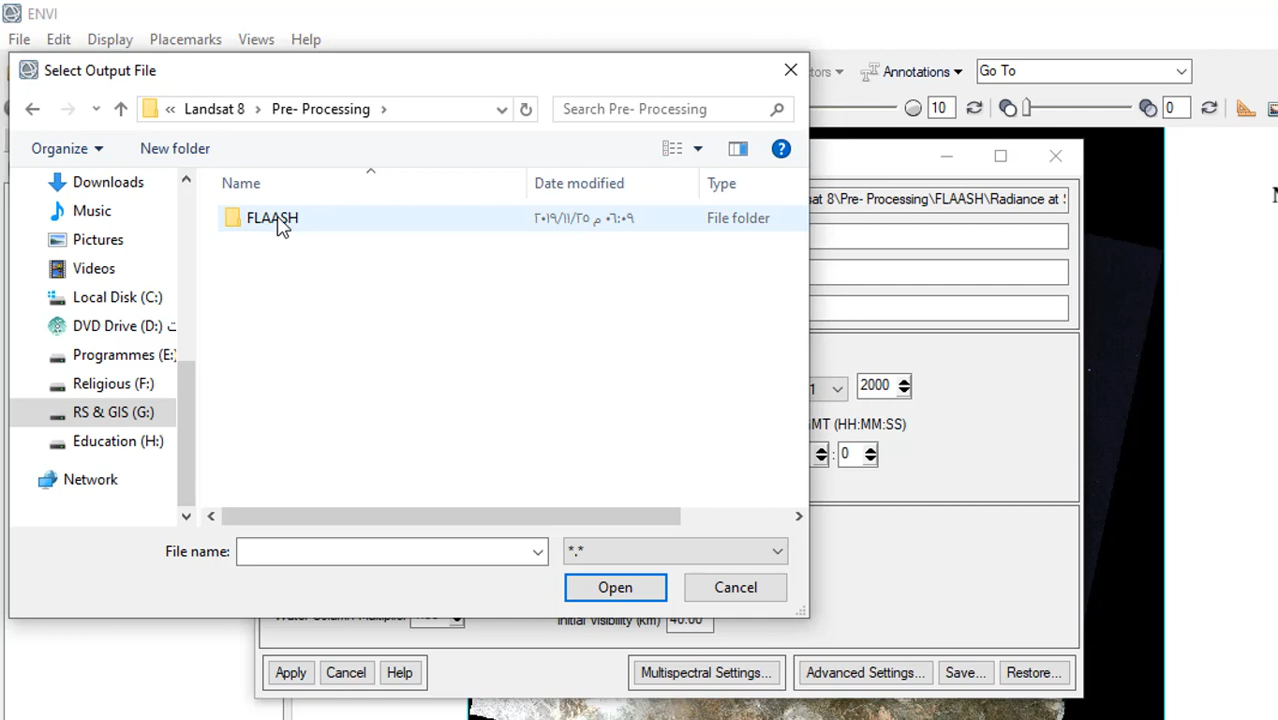 ENVI
File Edit Display Placemarks Views Help
Select Output File
Annotations Go To
« Landsat 8 > Pre- Processing > Search Pre- Processing
10 0
Organize New folder
Name Date modified Type
Downloads
FLAASH ٢٠١٩/١١/٢٥ م ٠٦:٠٩ File folder
Music
Pictures
Videos
Local Disk (C:)
DVD Drive (D:) ت
Programmes (E:)
Religious (F:)
RS & GIS (G:)
Education (H:)
Network
8\Pre- Processing\FLAASH\Radiance at
2000
(HH:MM:SS)
: 0
File name: *.*
Open Cancel
Initial Visibility (km) 40.00
Apply Cancel Help Multispectral Settings... Advanced Settings... Save... Restore...